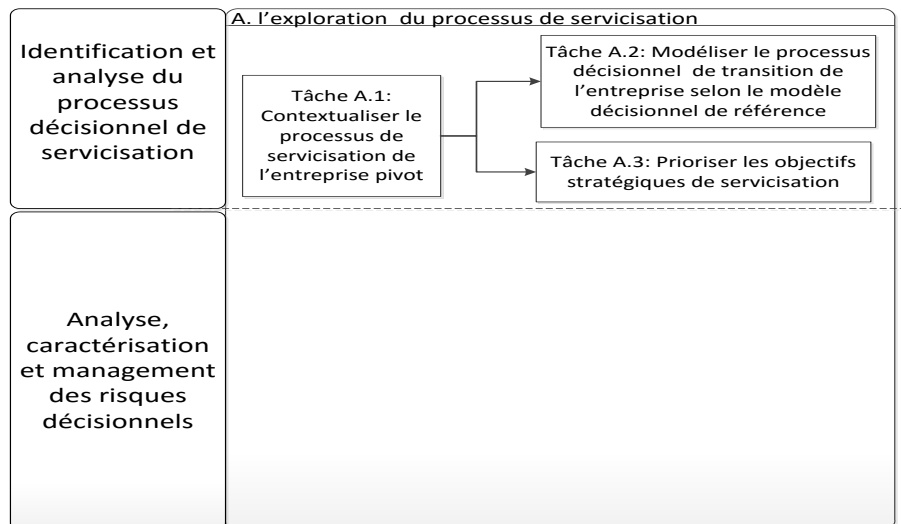 A. l’exploration du processus de servicisation
Identification et
analyse du
processus
décisionnel de
servicisation
Tâche A.1:
Contextualiser le
processus de
servicisation de
l’entreprise pivot
Tâche A.2: Modéliser le processus
décisionnel de transition de
l’entreprise selon le modèle
décisionnel de référence
Tâche A.3: Prioriser les objectifs
stratégiques de servicisation
Analyse,
caractérisation
et management
des risques
décisionnels